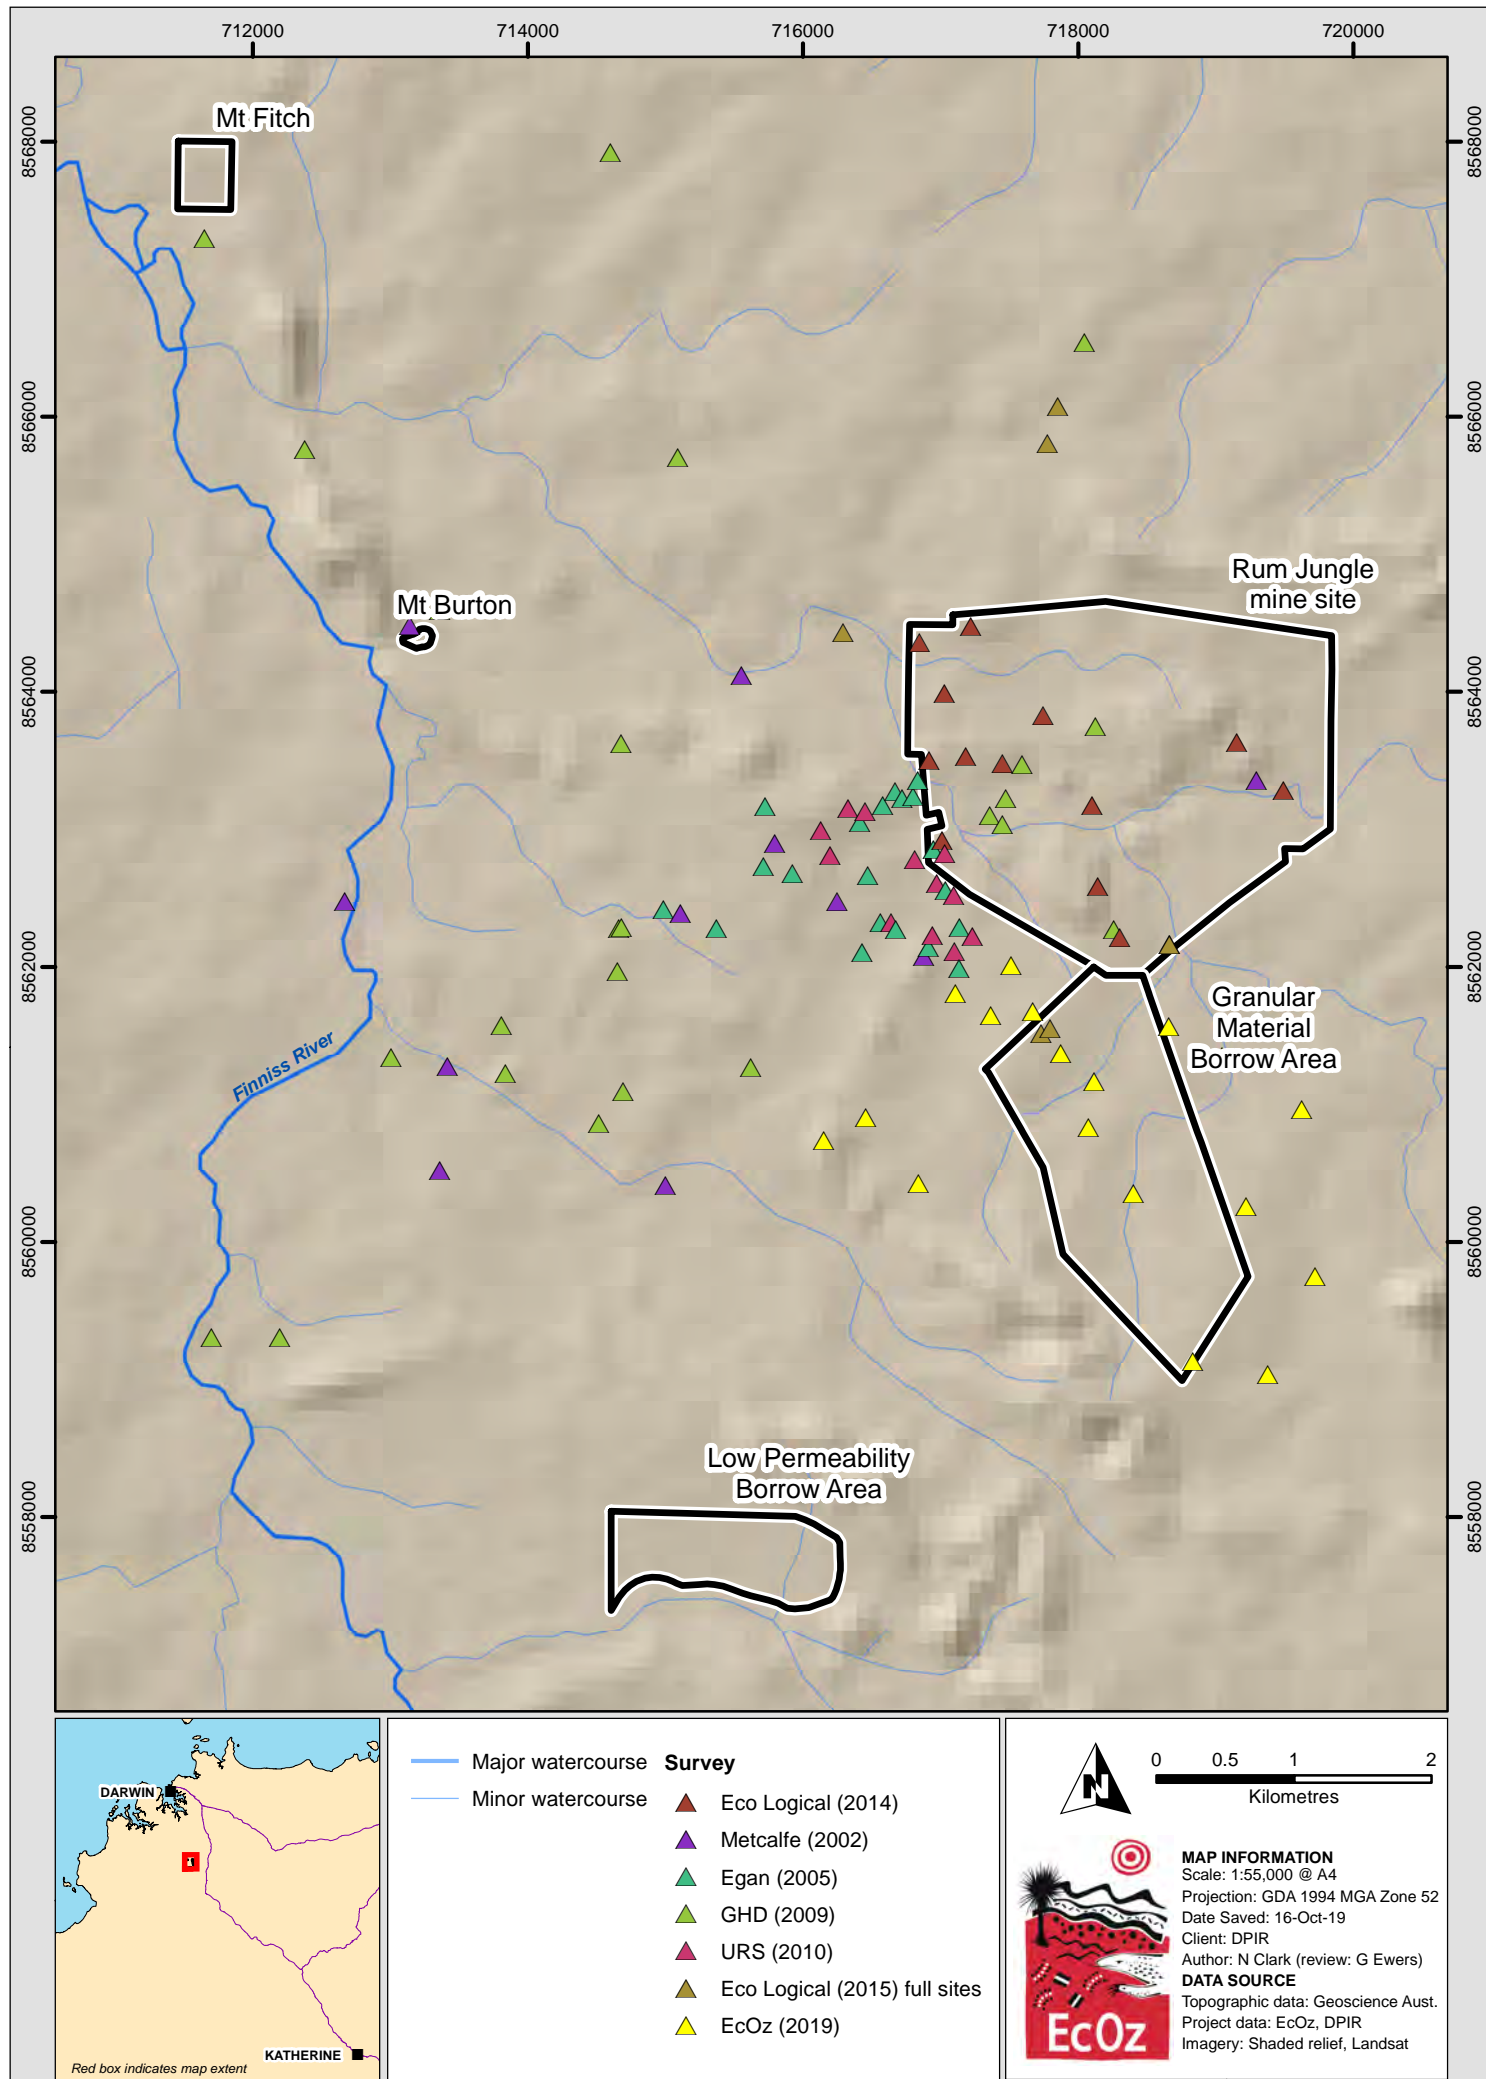 712000 714000 716000 718000 720000
8568000 8568000
8566000 8566000
8564000 8564000
8562000 8562000
8560000 8560000
8558000 8558000
Mt Fitch
Mt Burton
Rum Jungle
mine site
Granular
Material
Borrow Area
Finniss River
Low Permeability
Borrow Area
DARWIN
KATHERINE
Red box indicates map extent
Major watercourse
Minor watercourse
Survey
Eco Logical (2014)
Metcalfe (2002)
Egan (2005)
GHD (2009)
URS (2010)
Eco Logical (2015) full sites
EcOz (2019)
N
0 0.5 1 2
Kilometres
EcOz
MAP INFORMATION
Scale: 1:55,000 @ A4
Projection: GDA 1994 MGA Zone 52
Date Saved: 16-Oct-19
Client: DPIR
Author: N Clark (review: G Ewers)
DATA SOURCE
Topographic data: Geoscience Aust.
Project data: EcOz, DPIR
Imagery: Shaded relief, Landsat